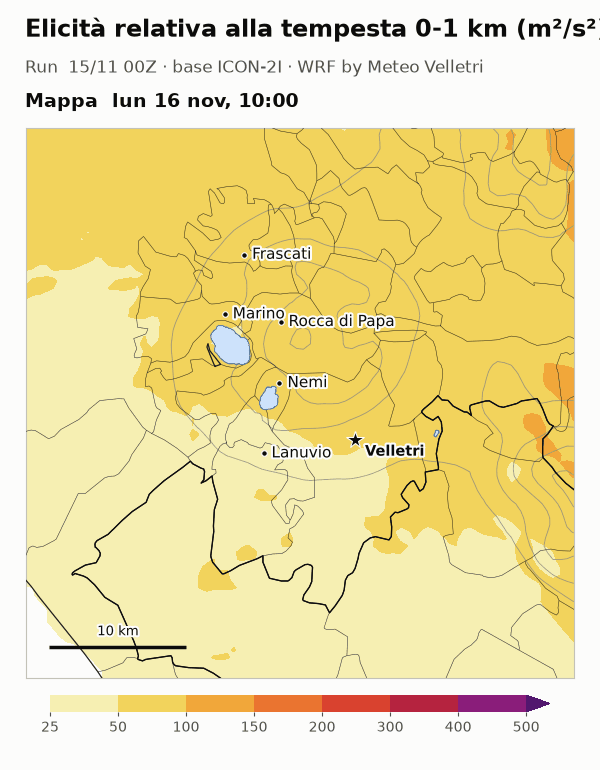 Elicità relativa alla tempesta 0-1 km (m²/s²)
Run 15/11 00Z · base ICON-2I · WRF by Meteo Velletri
Mappa lun 16 nov, 10:00
Frascati
Marino
Rocca di Papa
Nemi
Velletri
Lanuvio
10 km
25 50 100 150 200 300 400 500